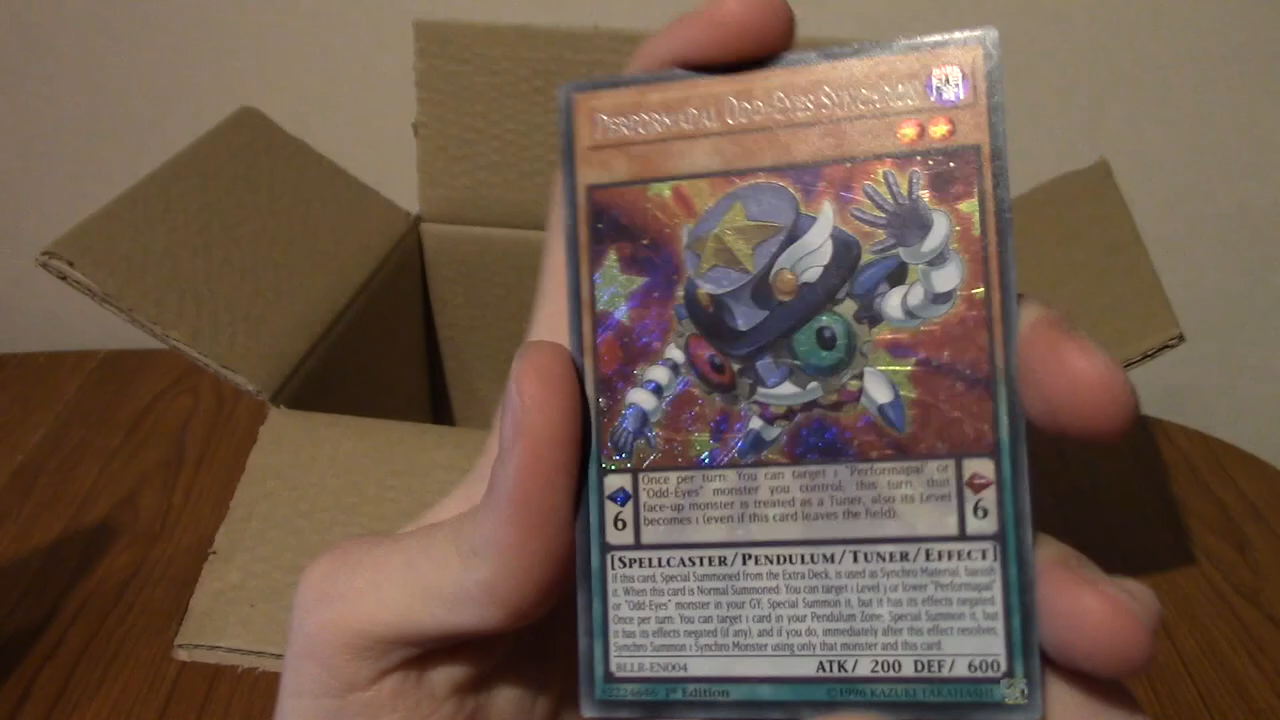 PERFORMAPAL ODD-EYES SYNCHRON
Once per turn: You can target 1 "Performapal" or
"Odd-Eyes" monster you control; this turn, that
face-up monster is treated as a Tuner, also its Level
becomes 1 (even if this card leaves the field).
6
6
[SPELLCASTER/PENDULUM/TUNER/EFFECT]
If this card, Special Summoned from the Extra Deck, is used as Synchro Material, banish
it. When this card is Normal Summoned: You can target 1 Level 3 or lower "Performapal"
or "Odd-Eyes" monster in your GY; Special Summon it, but it has its effects negated.
Once per turn: You can target 1 card in your Pendulum Zone; Special Summon it, but
it has its effects negated (if any), and if you do, immediately after this effect resolves,
Synchro Summon 1 Synchro Monster using only that monster and this card.
BLLR-EN004
ATK/ 200 DEF/ 600
82224646 1st Edition
©1996 KAZUKI TAKAHASHI